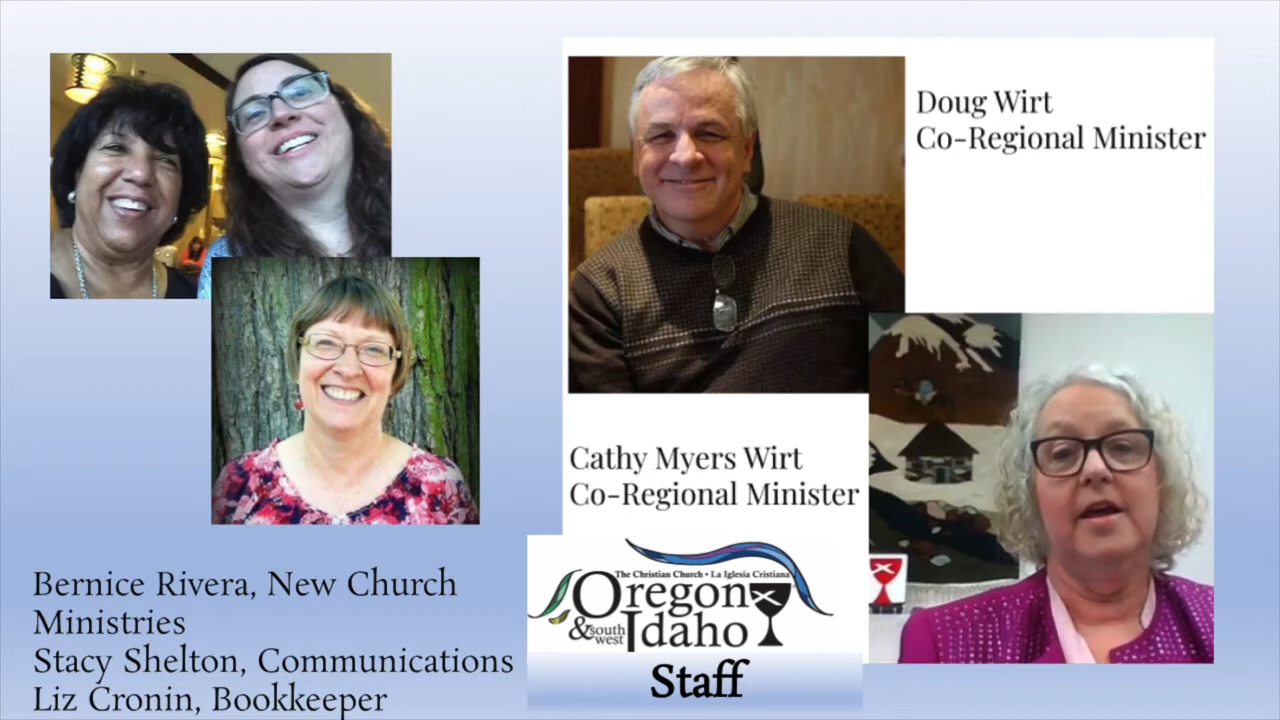 Doug Wirt
Co-Regional Minister
Cathy Myers Wirt
Co-Regional Minister
Bernice Rivera, New Church
Ministries
Stacy Shelton, Communications
Liz Cronin, Bookkeeper
The Christian Church • La Iglesia Cristiana
Oregon
& south west Idaho
Staff